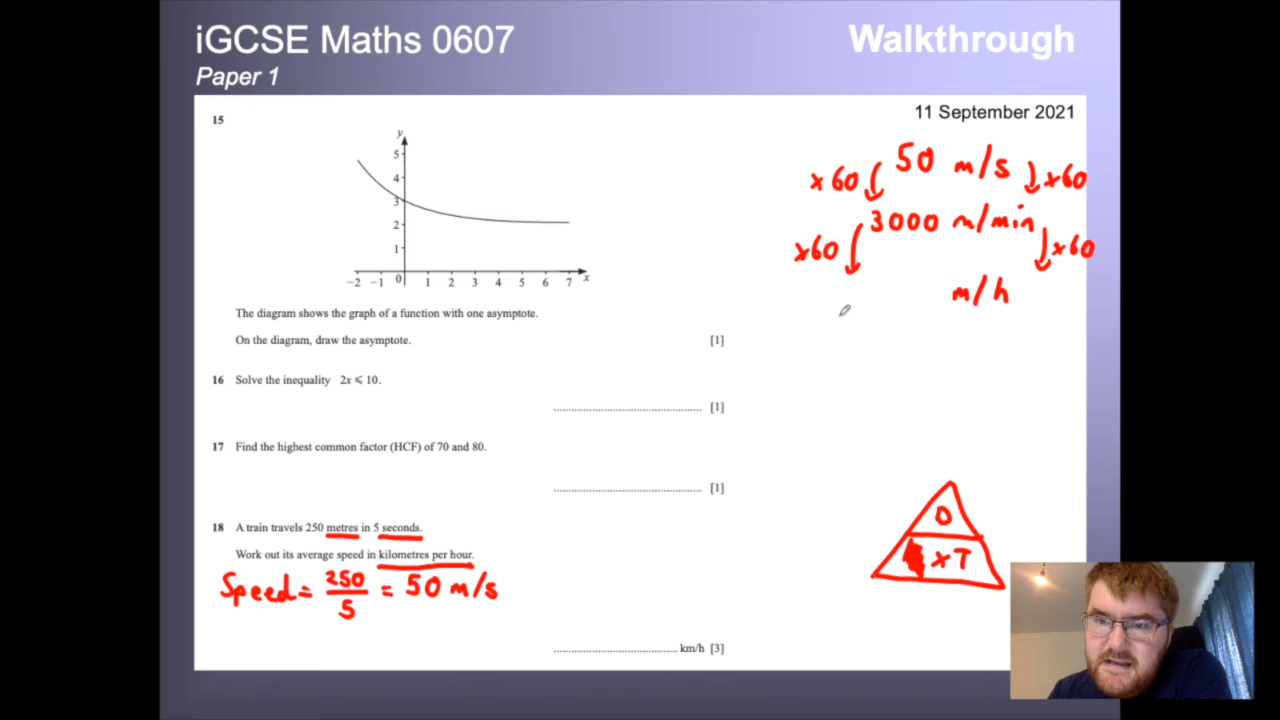 iGCSE Maths 0607
Walkthrough
Paper 1
11 September 2021
15
y
5
4
3
2
1
-2 -1 0 1 2 3 4 5 6 7 x
The diagram shows the graph of a function with one asymptote.
On the diagram, draw the asymptote. [1]
16 Solve the inequality 2x ⩽ 10.
.................................................. [1]
17 Find the highest common factor (HCF) of 70 and 80.
.................................................. [1]
18 A train travels 250 metres in 5 seconds.
Work out its average speed in kilometres per hour.
Speed = 250/5 = 50 m/s
.......................................... km/h [3]
50 m/s
×60 ×60
3000 m/min
×60 ×60
m/h
D
×T